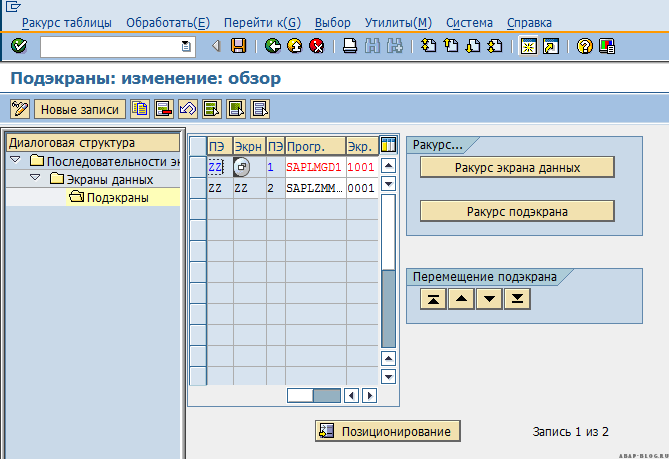 Ракурс таблицы Обработать(E) Перейти к(G) Выбор Утилиты(M) Система Справка
Подэкраны: изменение: обзор
Новые записи
Диалоговая структура
Последовательности эк
Экраны данных
Подэкраны
ПЭ Экрн ПЭ Прогр. Экр.
ZZ 1 SAPLMGD1 1001
ZZ ZZ 2 SAPLZMM... 0001
Ракурс...
Ракурс экрана данных
Ракурс подэкрана
Перемещение подэкрана
Позиционирование
Запись 1 из 2
ABAP-BLOG.RU